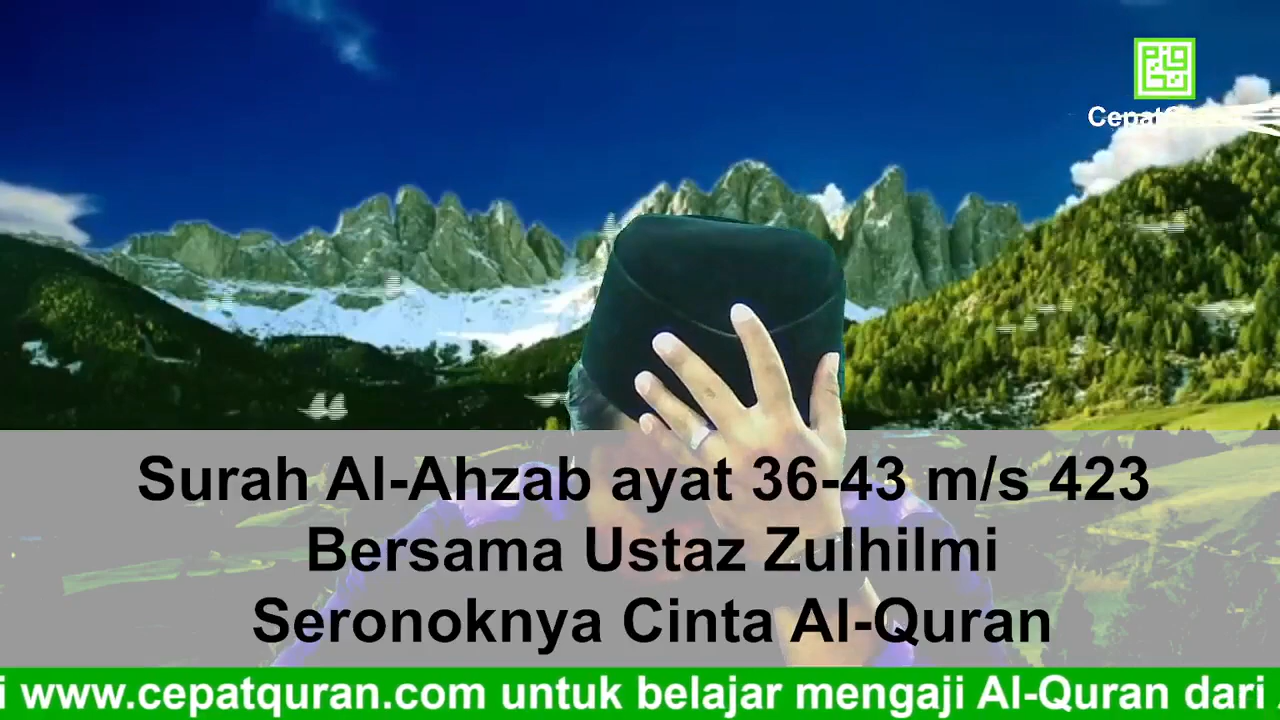 Surah Al-Ahzab ayat 36-43 m/s 423
Bersama Ustaz Zulhilmi
Seronoknya Cinta Al-Quran
www.cepatquran.com untuk belajar mengaji Al-Quran dari